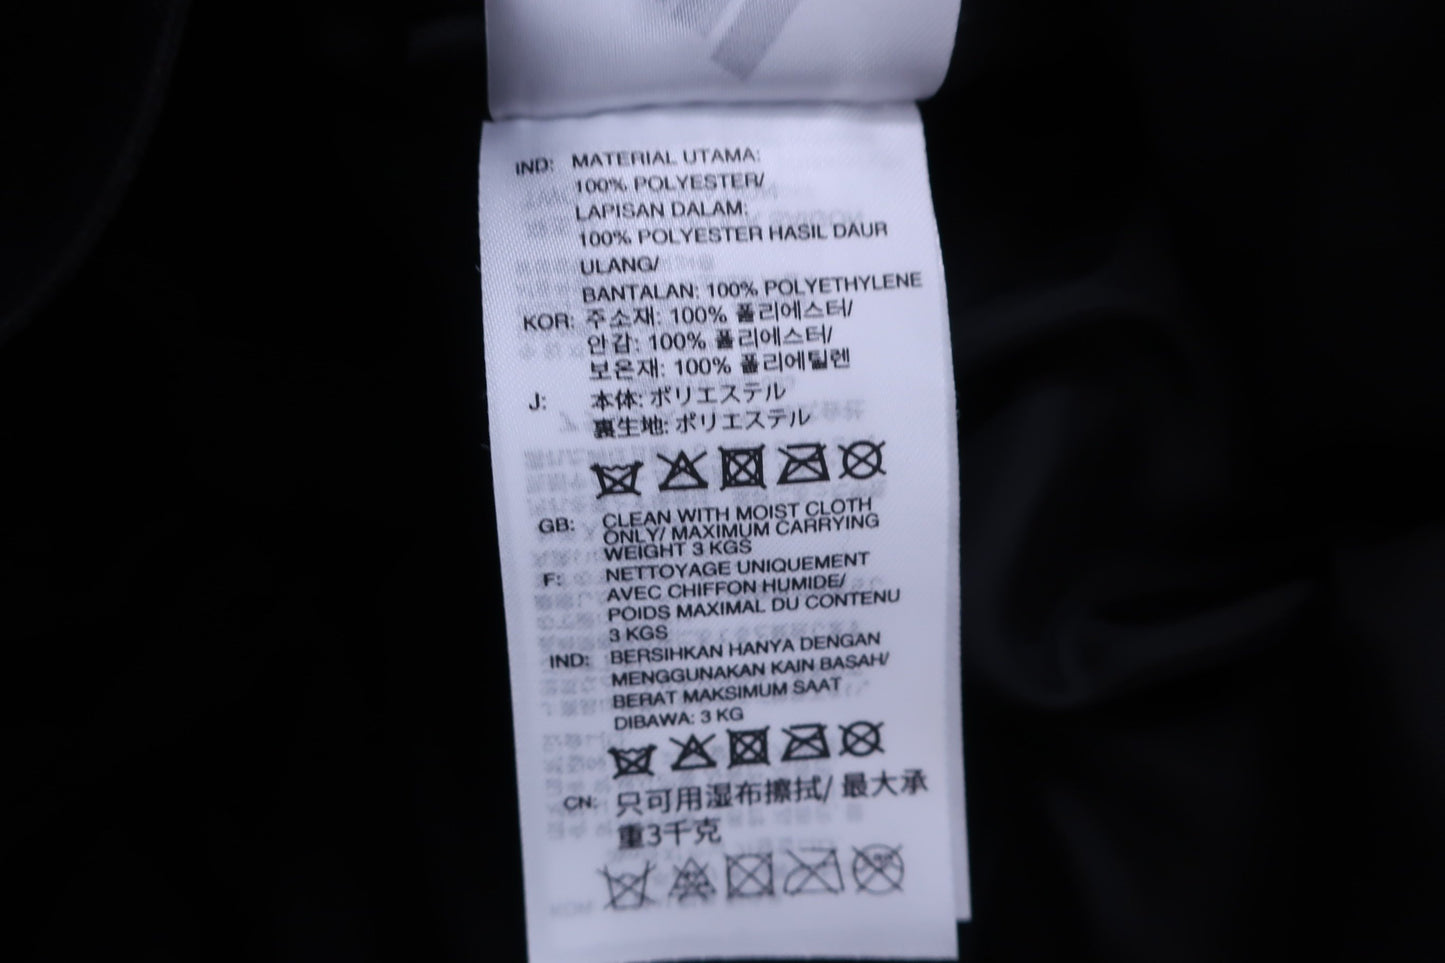 IND: MATERIAL UTAMA:
100% POLYESTER/
LAPISAN DALAM:
100% POLYESTER HASIL DAUR
ULANG/
BANTALAN: 100% POLYETHYLENE
KOR: 주소재: 100% 폴리에스터/
안감: 100% 폴리에스터/
보온재: 100% 폴리에틸렌
J: 本体: ポリエステル
裏生地: ポリエステル
GB: CLEAN WITH MOIST CLOTH
ONLY/ MAXIMUM CARRYING
WEIGHT 3 KGS
F: NETTOYAGE UNIQUEMENT
AVEC CHIFFON HUMIDE/
POIDS MAXIMAL DU CONTENU
3 KGS
IND: BERSIHKAN HANYA DENGAN
MENGGUNAKAN KAIN BASAH/
BERAT MAKSIMUM SAAT
DIBAWA: 3 KG
CN: 只可用湿布擦拭/ 最大承
重3千克